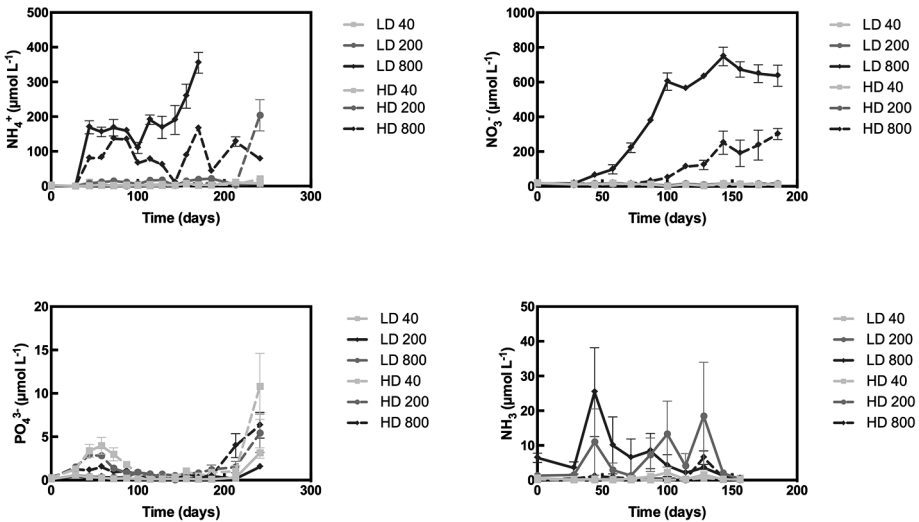 NH₄⁺ (µmol L⁻¹)
500
400
300
200
100
0
0 100 200 300
Time (days)
LD 40
LD 200
LD 800
HD 40
HD 200
HD 800
NO₃⁻ (µmol L⁻¹)
1000
800
600
400
200
0
0 50 100 150 200
Time (days)
LD 40
LD 200
LD 800
HD 40
HD 200
HD 800
PO₄³⁻ (µmol L⁻¹)
20
15
10
5
0
0 100 200 300
Time (days)
LD 40
LD 200
LD 800
HD 40
HD 200
HD 800
NH₃ (µmol L⁻¹)
50
40
30
20
10
0
0 50 100 150 200
Time (days)
LD 40
LD 200
LD 800
HD 40
HD 200
HD 800